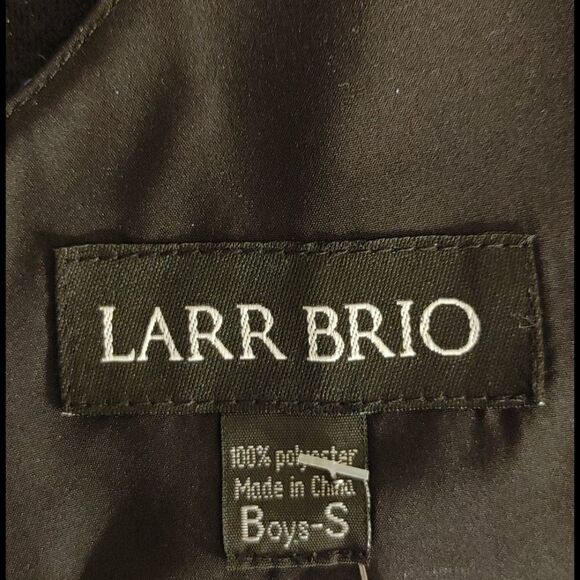 LARR BRIO
100% polyester
Made in China
Boys-S